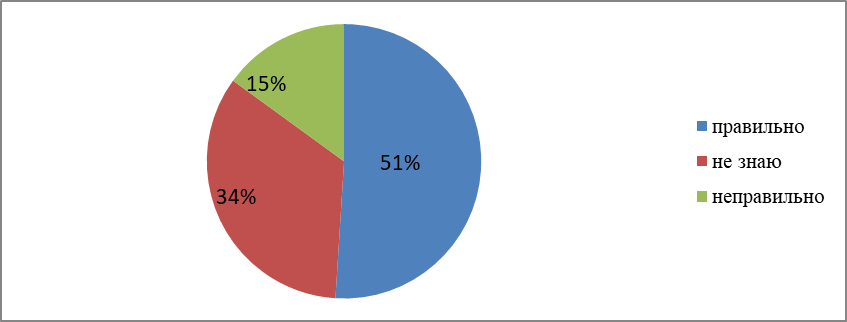 15%
51%
34%
правильно
не знаю
неправильно